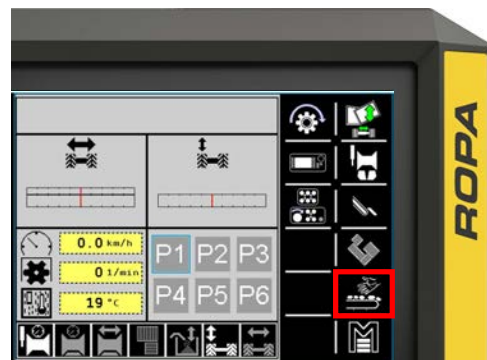 ROPA
0.0 km/h
0 1/min
19 °C
P1 P2 P3
P4 P5 P6
M